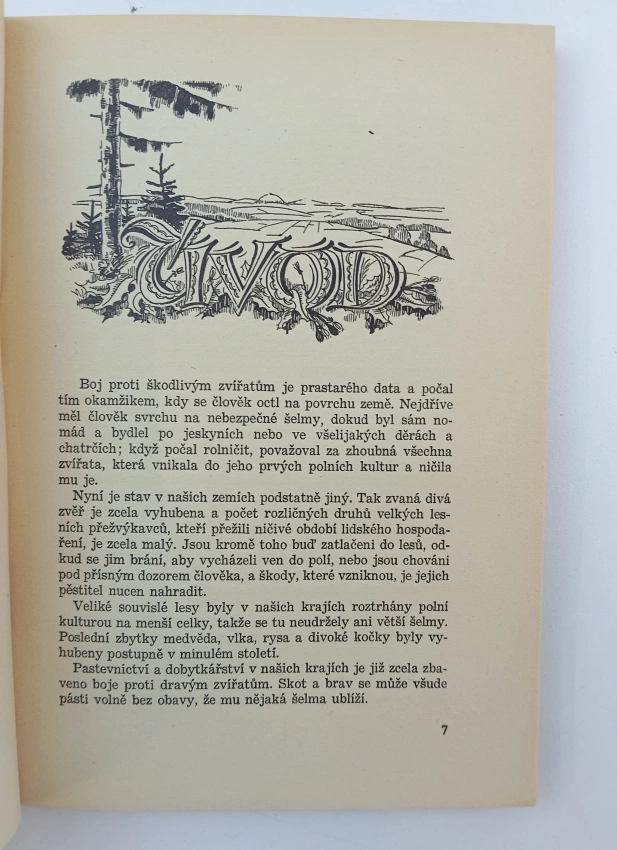 ÚVOD
Boj proti škodlivým zvířatům je prastarého data a počal
tím okamžikem, kdy se člověk octl na povrchu země. Nejdříve
měl člověk svrchu na nebezpečné šelmy, dokud byl sám no-
mád a bydlel po jeskyních nebo ve všelijakých děrách a
chatrčích; když počal rolničit, považoval za zhoubná všechna
zvířata, která vnikala do jeho prvých polních kultur a ničila
mu je.
Nyní je stav v našich zemích podstatně jiný. Tak zvaná divá
zvěř je zcela vyhubena a počet rozličných druhů velkých les-
ních přežvýkavců, kteří přežili ničivé období lidského hospoda-
ření, je zcela malý. Jsou kromě toho buď zatlačeni do lesů, od-
kud se jim brání, aby vycházeli ven do polí, nebo jsou chováni
pod přísným dozorem člověka, a škody, které vzniknou, je jejich
pěstitel nucen nahradit.
Veliké souvislé lesy byly v našich krajích roztrhány polní
kulturou na menší celky, takže se tu neudržely ani větší šelmy.
Poslední zbytky medvěda, vlka, rysa a divoké kočky byly vy-
hubeny postupně v minulém století.
Pastevnictví a dobytkářství v našich krajích je již zcela zba-
veno boje proti dravým zvířatům. Skot a brav se může všude
pásti volně bez obavy, že mu nějaká šelma ublíží.
7